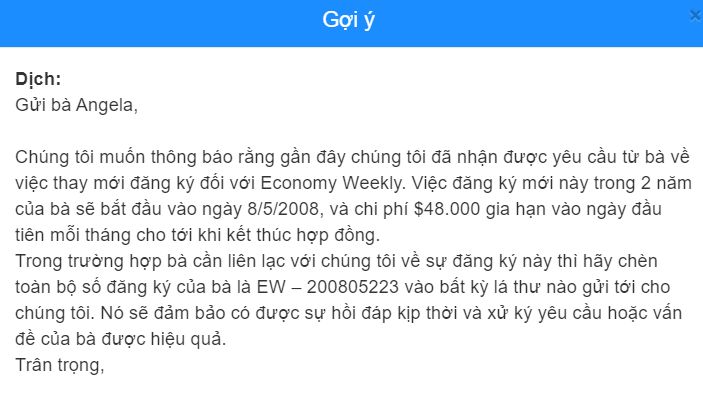 Gợi ý
Dịch:
Gửi bà Angela,
Chúng tôi muốn thông báo rằng gần đây chúng tôi đã nhận được yêu cầu từ bà về
việc thay mới đăng ký đối với Economy Weekly. Việc đăng ký mới này trong 2 năm
của bà sẽ bắt đầu vào ngày 8/5/2008, và chi phí $48.000 gia hạn vào ngày đầu
tiên mỗi tháng cho tới khi kết thúc hợp đồng.
Trong trường hợp bà cần liên lạc với chúng tôi về sự đăng ký này thì hãy chèn
toàn bộ số đăng ký của bà là EW – 200805223 vào bất kỳ lá thư nào gửi tới cho
chúng tôi. Nó sẽ đảm bảo có được sự hồi đáp kịp thời và xử ký yêu cầu hoặc vấn
đề của bà được hiệu quả.
Trân trọng,